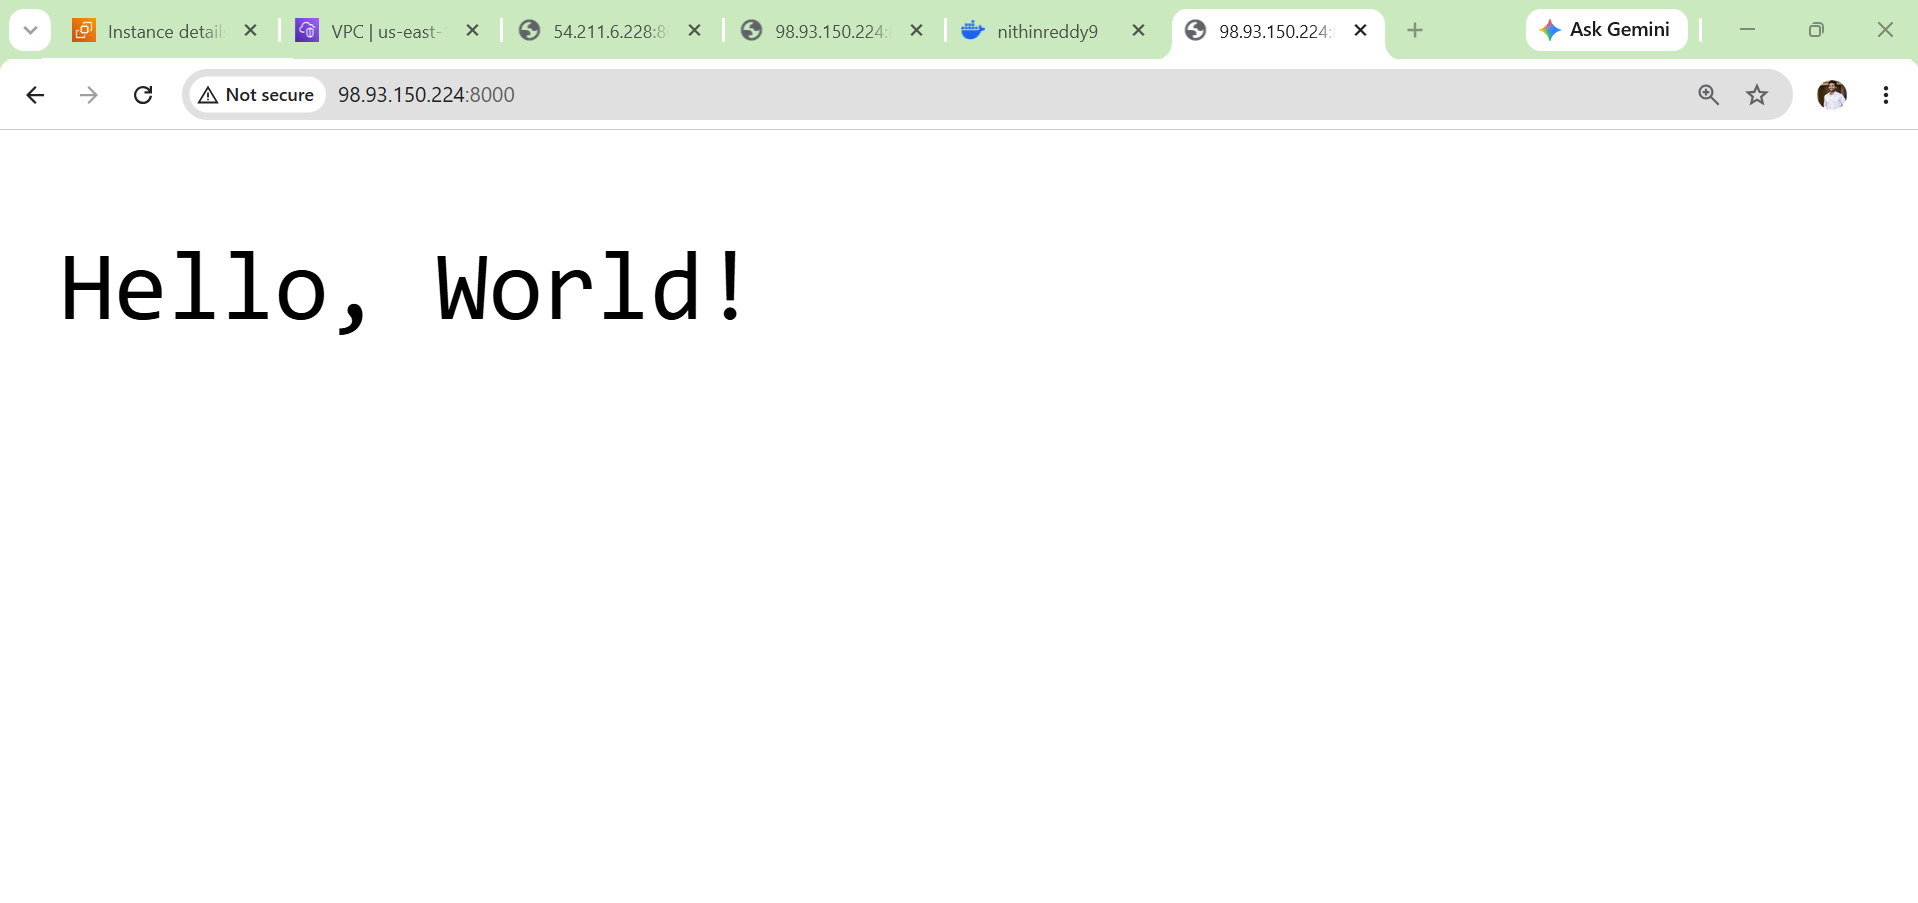 Instance detail
VPC | us-east-
54.211.6.228:8
98.93.150.224:
nithinreddy9
98.93.150.224:
Ask Gemini
Not secure
98.93.150.224:8000
Hello, World!